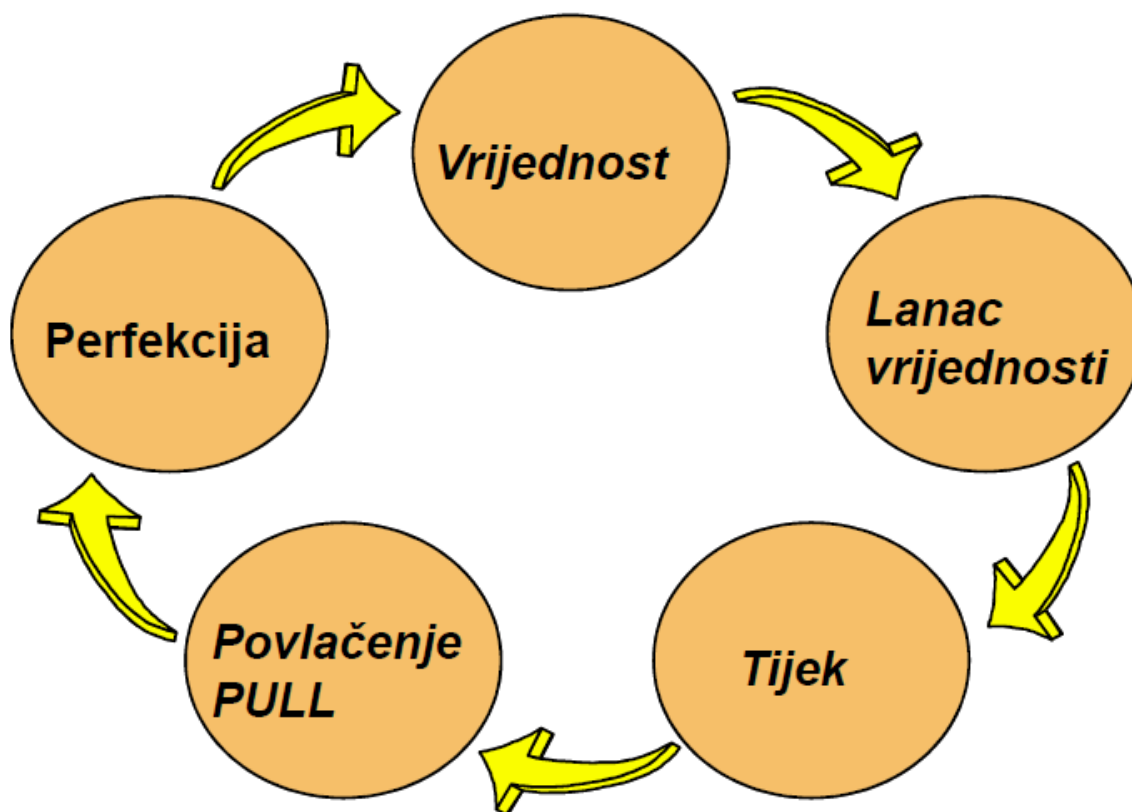 Vrijednost
Lanac
vrijednosti
Tijek
Povlačenje
PULL
Perfekcija